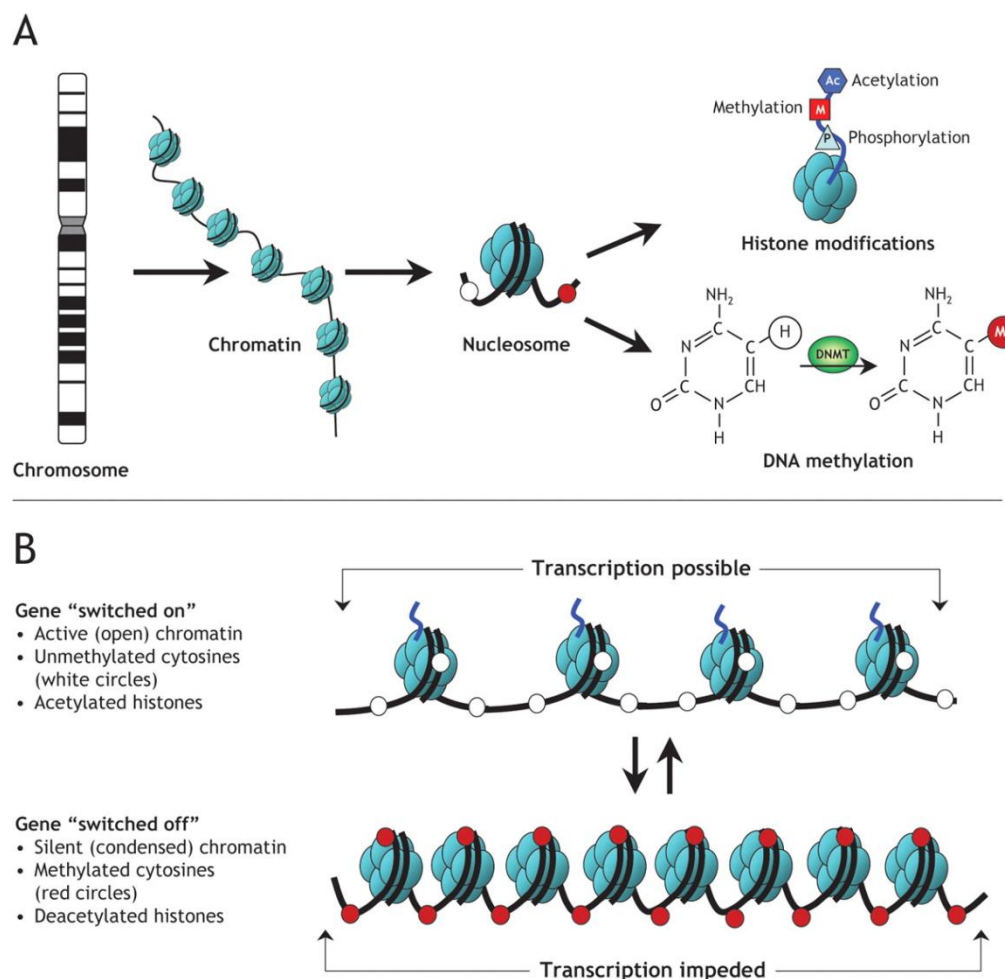 A
Ac
Acetylation
Methylation
M
P
Phosphorylation
Histone modifications
Chromatin
Nucleosome
Chromosome
NH₂
H
N
C
C
C
CH
O
N
H
DNMT
NH₂
M
N
C
C
C
CH
O
N
H
DNA methylation
B
Transcription possible
Gene “switched on”
• Active (open) chromatin
• Unmethylated cytosines
(white circles)
• Acetylated histones
Gene “switched off”
• Silent (condensed) chromatin
• Methylated cytosines
(red circles)
• Deacetylated histones
Transcription impeded